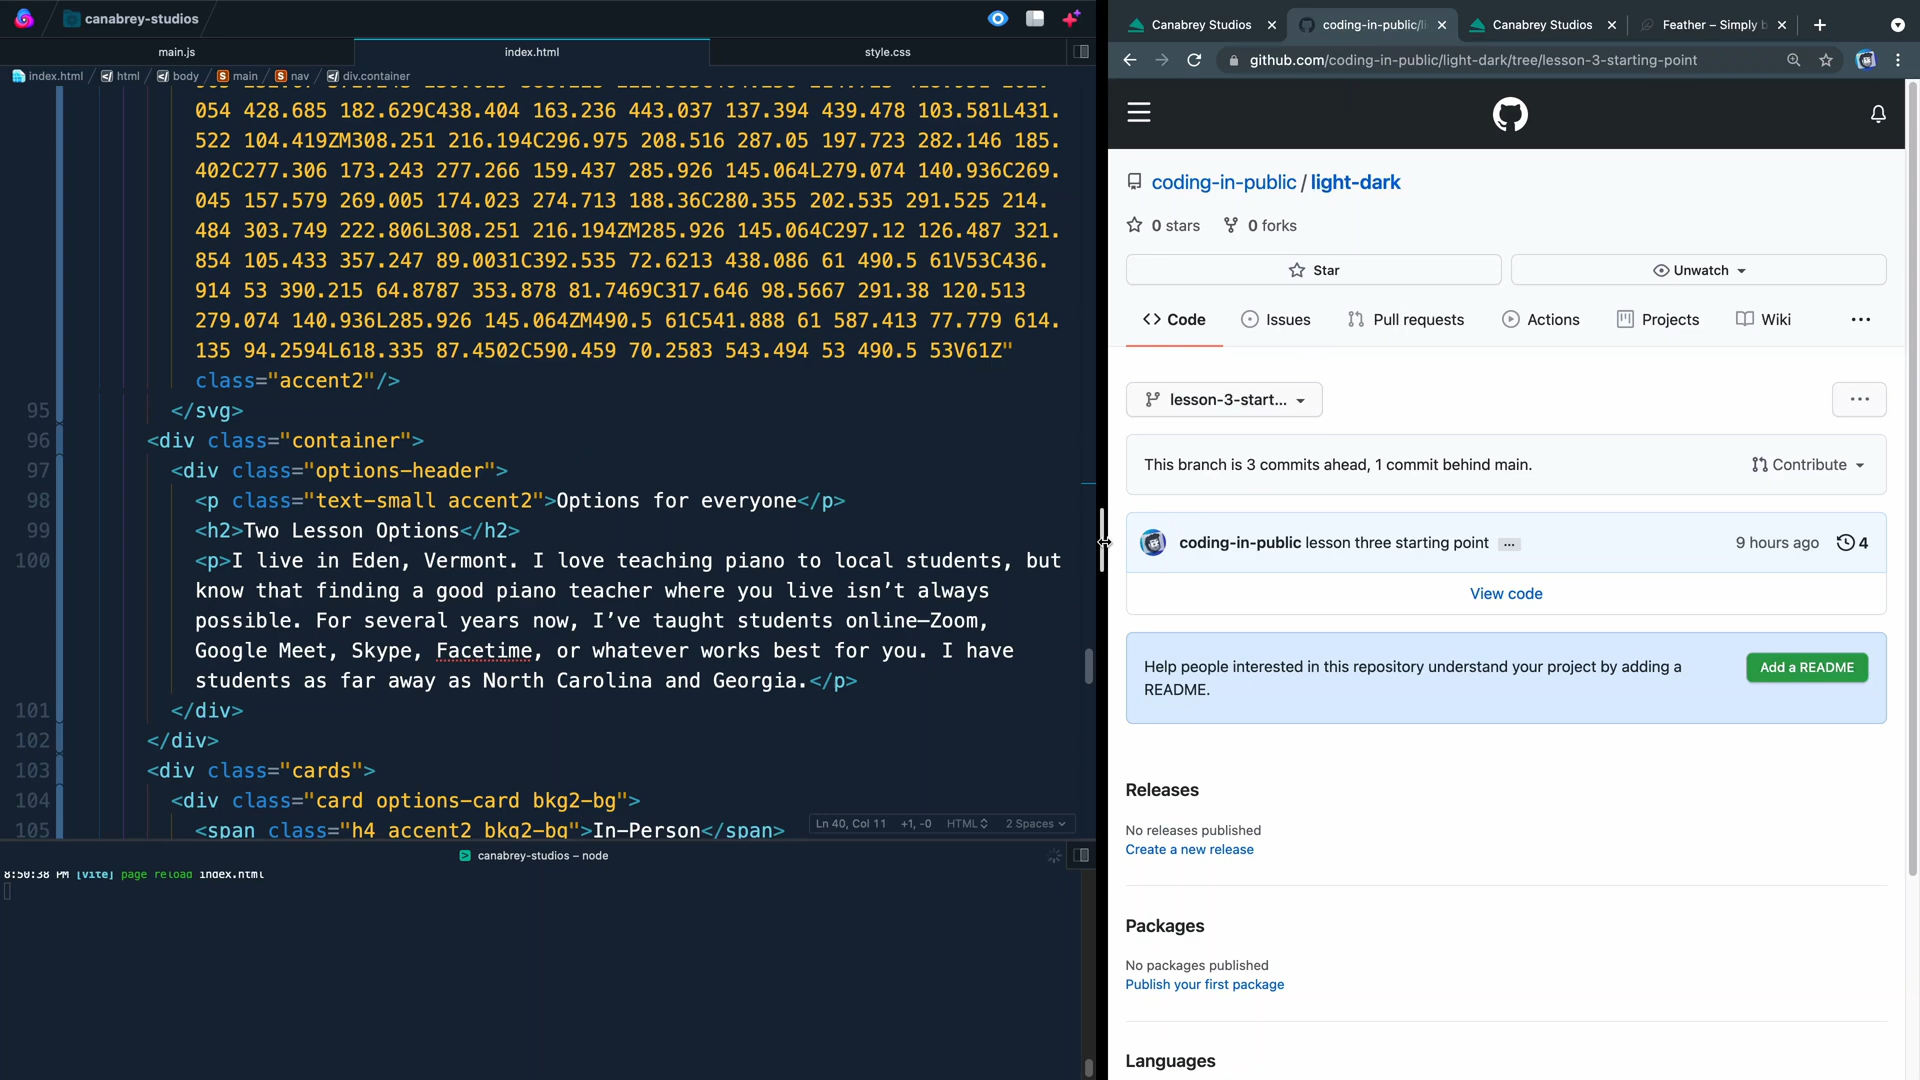 canabrey-studios
main.js
index.html
style.css
index.html
html
body
main
nav
div.container
054 428.685 182.629C438.404 163.236 443.037 137.394 439.478 103.581L431.
522 104.419ZM308.251 216.194C296.975 208.516 287.05 197.723 282.146 185.
402C277.306 173.243 277.266 159.437 285.926 145.064L279.074 140.936C269.
045 157.579 269.005 174.023 274.713 188.36C280.355 202.535 291.525 214.
484 303.749 222.806L308.251 216.194ZM285.926 145.064C297.12 126.487 321.
854 105.433 357.247 89.0031C392.535 72.6213 438.086 61 490.5 61V53C436.
914 53 390.215 64.8787 353.878 81.7469C317.646 98.5667 291.38 120.513
279.074 140.936L285.926 145.064ZM490.5 61C541.888 61 587.413 77.779 614.
135 94.2594L618.335 87.4502C590.459 70.2583 543.494 53 490.5 53V61Z"
class="accent2"/>
95 </svg>
96 <div class="container">
97 <div class="options-header">
98 <p class="text-small accent2">Options for everyone</p>
99 <h2>Two Lesson Options</h2>
100 <p>I live in Eden, Vermont. I love teaching piano to local students, but
know that finding a good piano teacher where you live isn’t always
possible. For several years now, I’ve taught students online—Zoom,
Google Meet, Skype, Facetime, or whatever works best for you. I have
students as far away as North Carolina and Georgia.</p>
101 </div>
102 </div>
103 <div class="cards">
104 <div class="card options-card bkg2-bg">
105 <span class="h4 accent2 bkg2-bg">In-Person</span>
Ln 40, Col 11 +1, -0 HTML 2 Spaces
canabrey-studios – node
8:50:38 PM [vite] page reload index.html
Canabrey Studios
coding-in-public/li
Canabrey Studios
Feather – Simply b
github.com/coding-in-public/light-dark/tree/lesson-3-starting-point
coding-in-public / light-dark
0 stars 0 forks
Star
Unwatch
Code
Issues
Pull requests
Actions
Projects
Wiki
lesson-3-start...
This branch is 3 commits ahead, 1 commit behind main.
Contribute
coding-in-public lesson three starting point ...
9 hours ago 4
View code
Help people interested in this repository understand your project by adding a
README.
Add a README
Releases
No releases published
Create a new release
Packages
No packages published
Publish your first package
Languages